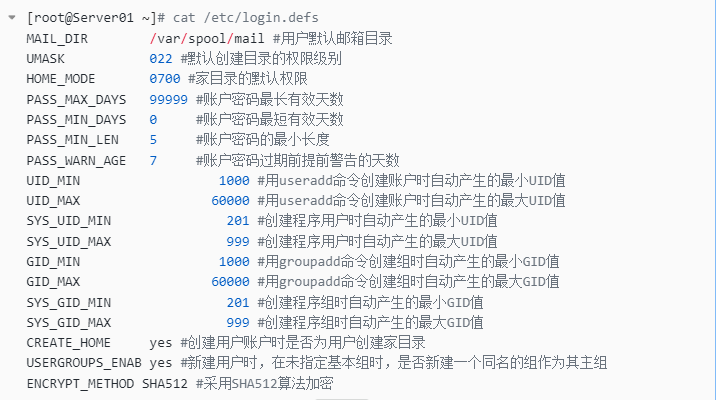 [root@Server01 ~]# cat /etc/login.defs
MAIL_DIR /var/spool/mail #用户默认邮箱目录
UMASK 022 #默认创建目录的权限级别
HOME_MODE 0700 #家目录的默认权限
PASS_MAX_DAYS 99999 #账户密码最长有效天数
PASS_MIN_DAYS 0 #账户密码最短有效天数
PASS_MIN_LEN 5 #账户密码的最小长度
PASS_WARN_AGE 7 #账户密码过期前提前警告的天数
UID_MIN 1000 #用useradd命令创建账户时自动产生的最小UID值
UID_MAX 60000 #用useradd命令创建账户时自动产生的最大UID值
SYS_UID_MIN 201 #创建程序用户时自动产生的最小UID值
SYS_UID_MAX 999 #创建程序用户时自动产生的最大UID值
GID_MIN 1000 #用groupadd命令创建组时自动产生的最小GID值
GID_MAX 60000 #用groupadd命令创建组时自动产生的最大GID值
SYS_GID_MIN 201 #创建程序组时自动产生的最小GID值
SYS_GID_MAX 999 #创建程序组时自动产生的最大GID值
CREATE_HOME yes #创建用户账户时是否为用户创建家目录
USERGROUPS_ENAB yes #新建用户时，在未指定基本组时，是否新建一个同名的组作为其主组
ENCRYPT_METHOD SHA512 #采用SHA512算法加密